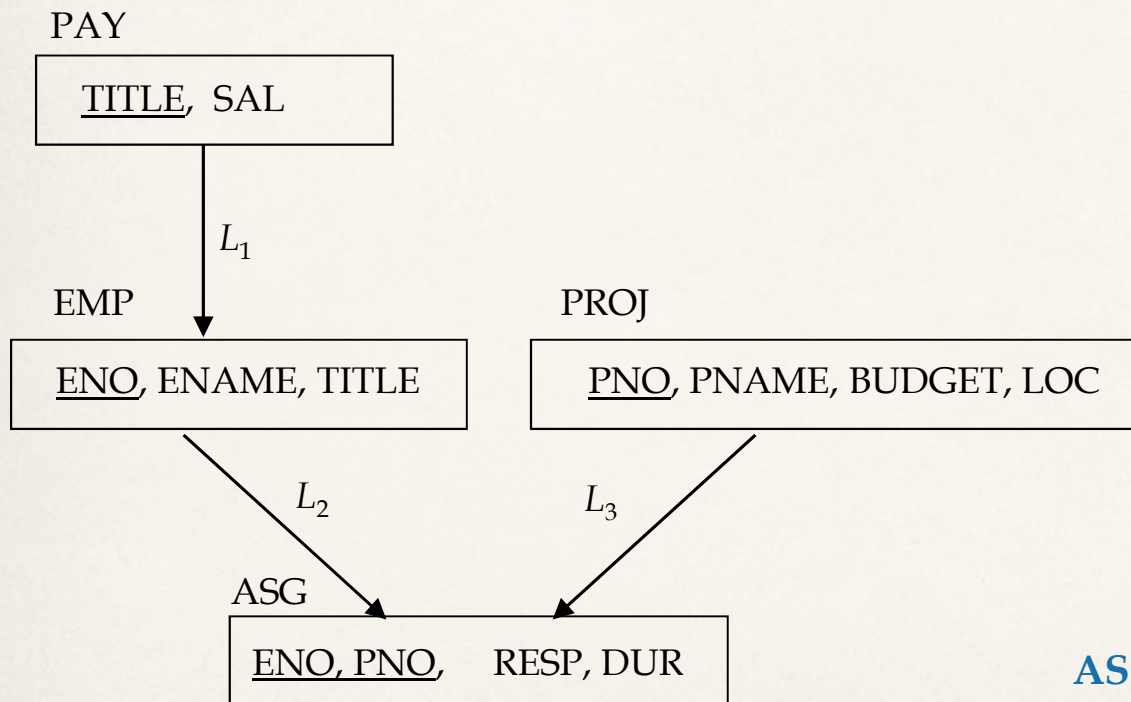 PAY
TITLE, SAL
L1
EMP
PROJ
ENO, ENAME, TITLE
PNO, PNAME, BUDGET, LOC
L2
L3
ASG
ENO, PNO, RESP, DUR
AS